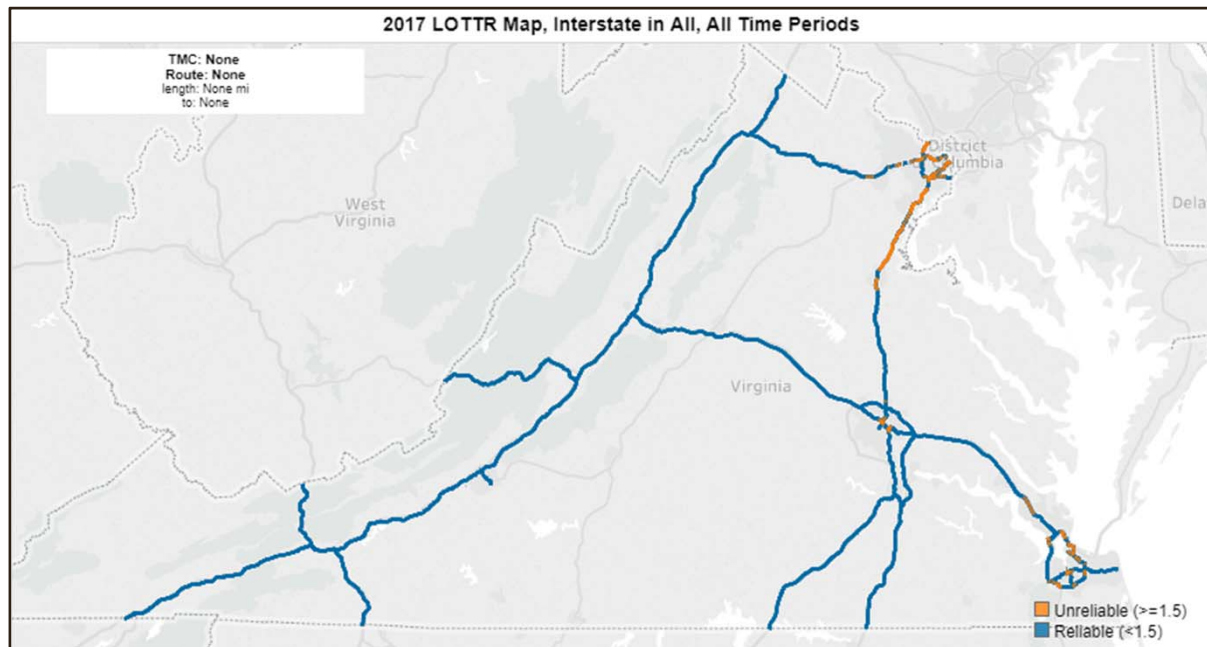 2017 LOTTR Map, Interstate in All, All Time Periods
TMC: None
Route: None
length: None mi
to: None
District
Columbia
West
Virginia
Dela
Virginia
Unreliable (>=1.5)
Reliable (<1.5)